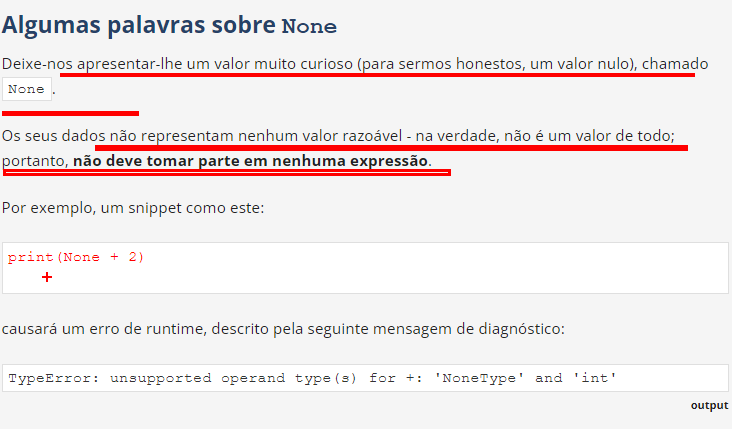 Algumas palavras sobre None
Deixe-nos apresentar-lhe um valor muito curioso (para sermos honestos, um valor nulo), chamado
None .
Os seus dados não representam nenhum valor razoável - na verdade, não é um valor de todo;
portanto, não deve tomar parte em nenhuma expressão.
Por exemplo, um snippet como este:
print(None + 2)
causará um erro de runtime, descrito pela seguinte mensagem de diagnóstico:
TypeError: unsupported operand type(s) for +: 'NoneType' and 'int'
output